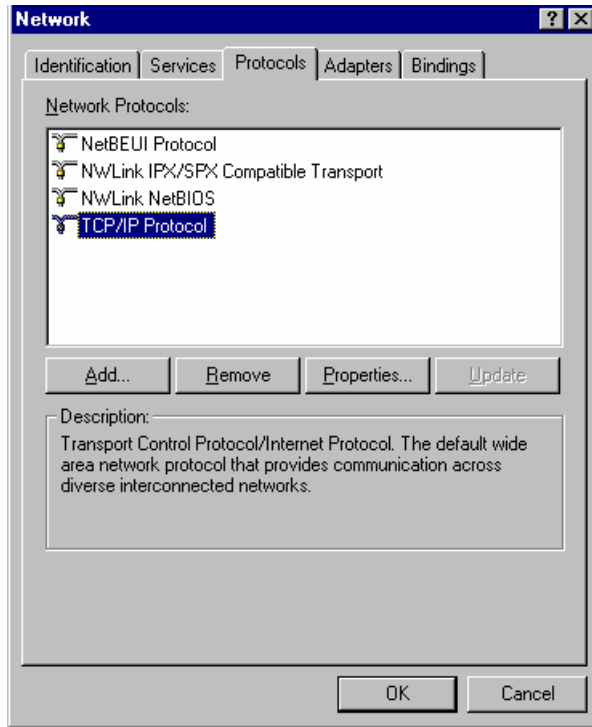 Network
Identification Services Protocols Adapters Bindings
Network Protocols:
NetBEUI Protocol
NWLink IPX/SPX Compatible Transport
NWLink NetBIOS
TCP/IP Protocol
Add... Remove Properties... Update
Description:
Transport Control Protocol/Internet Protocol. The default wide
area network protocol that provides communication across
diverse interconnected networks.
OK Cancel